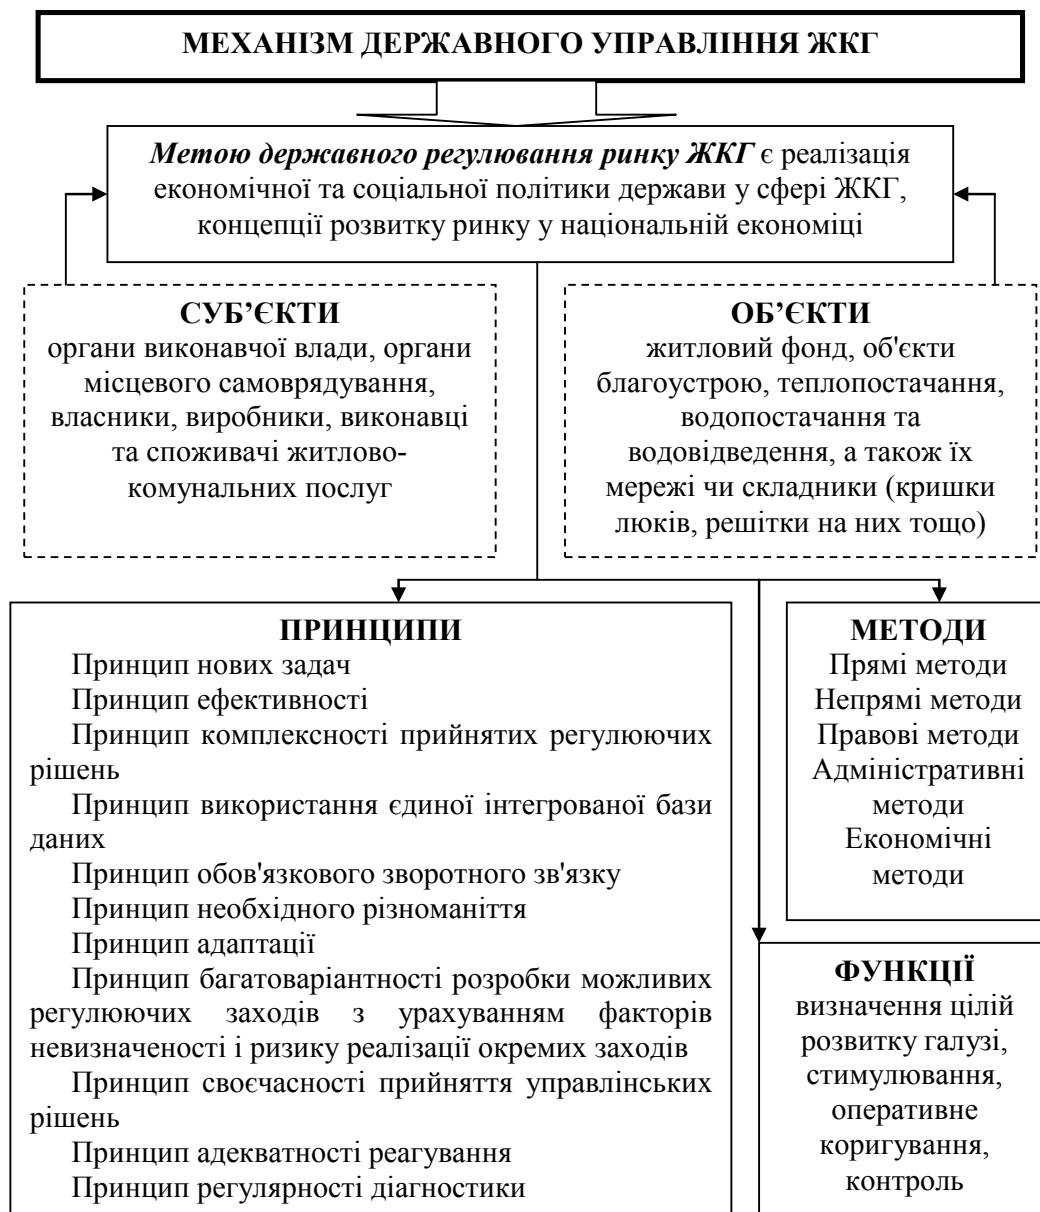 МЕХАНІЗМ ДЕРЖАВНОГО УПРАВЛІННЯ ЖКГ
Метою державного регулювання ринку ЖКГ є реалізація
економічної та соціальної політики держави у сфері ЖКГ,
концепції розвитку ринку у національній економіці
СУБ’ЄКТИ
органи виконавчої влади, органи
місцевого самоврядування,
власники, виробники, виконавці
та споживачі житлово-
комунальних послуг
ОБ’ЄКТИ
житловий фонд, об'єкти
благоустрою, теплопостачання,
водопостачання та
водовідведення, а також їх
мережі чи складники (кришки
люків, решітки на них тощо)
ПРИНЦИПИ
Принцип нових задач
Принцип ефективності
Принцип комплексності прийнятих регулюючих
рішень
Принцип використання єдиної інтегрованої бази
даних
Принцип обов'язкового зворотного зв'язку
Принцип необхідного різноманіття
Принцип адаптації
Принцип багатоваріантності розробки можливих
регулюючих заходів з урахуванням факторів
невизначеності і ризику реалізації окремих заходів
Принцип своєчасності прийняття управлінських
рішень
Принцип адекватності реагування
Принцип регулярності діагностики
МЕТОДИ
Прямі методи
Непрямі методи
Правові методи
Адміністративні
методи
Економічні
методи
ФУНКЦІЇ
визначення цілій
розвитку галузі,
стимулювання,
оперативне
коригування,
контроль